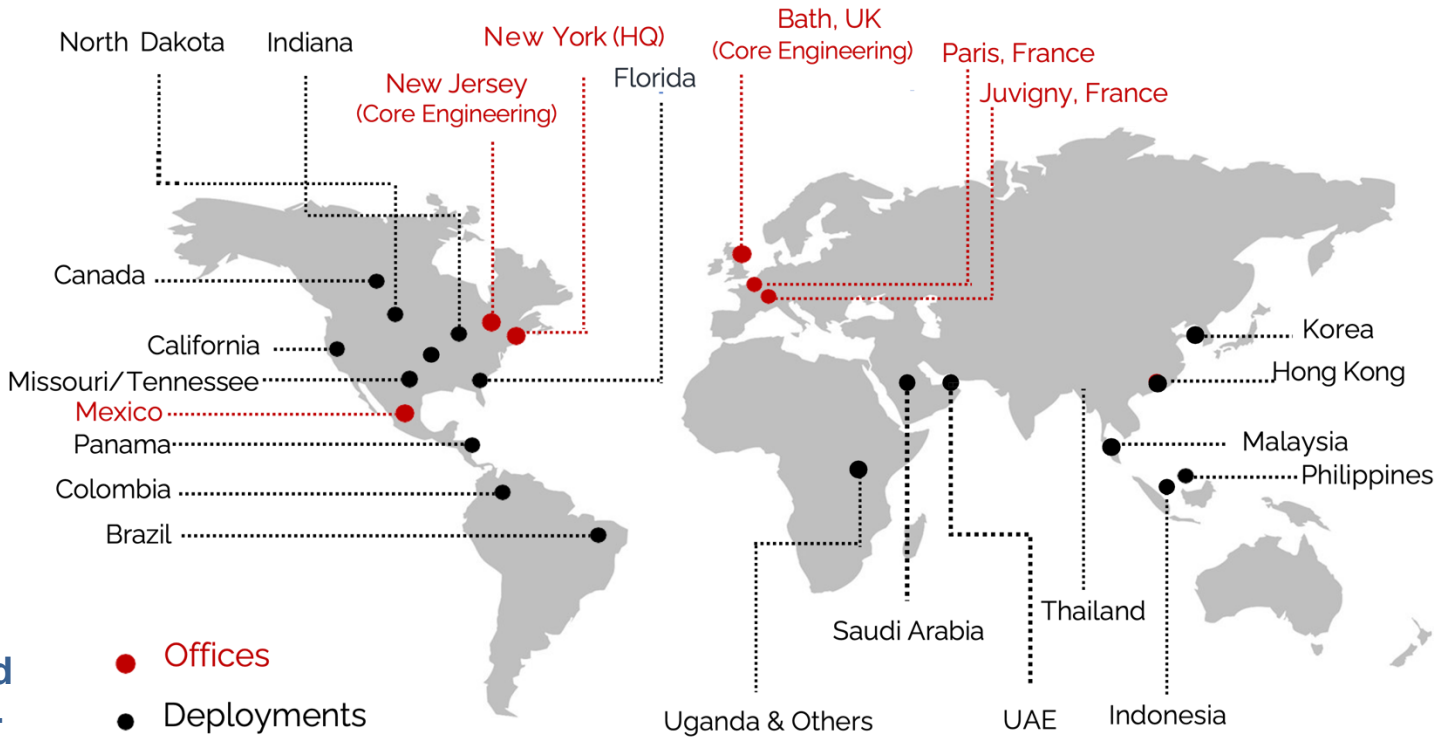 North Dakota
Indiana
New York (HQ)
New Jersey
(Core Engineering)
Florida
Bath, UK
(Core Engineering)
Paris, France
Juvigny, France
Canada
California
Missouri/Tennessee
Mexico
Panama
Colombia
Brazil
Korea
Hong Kong
Malaysia
Philippines
Thailand
Saudi Arabia
Uganda & Others
UAE
Indonesia
Offices
Deployments
d